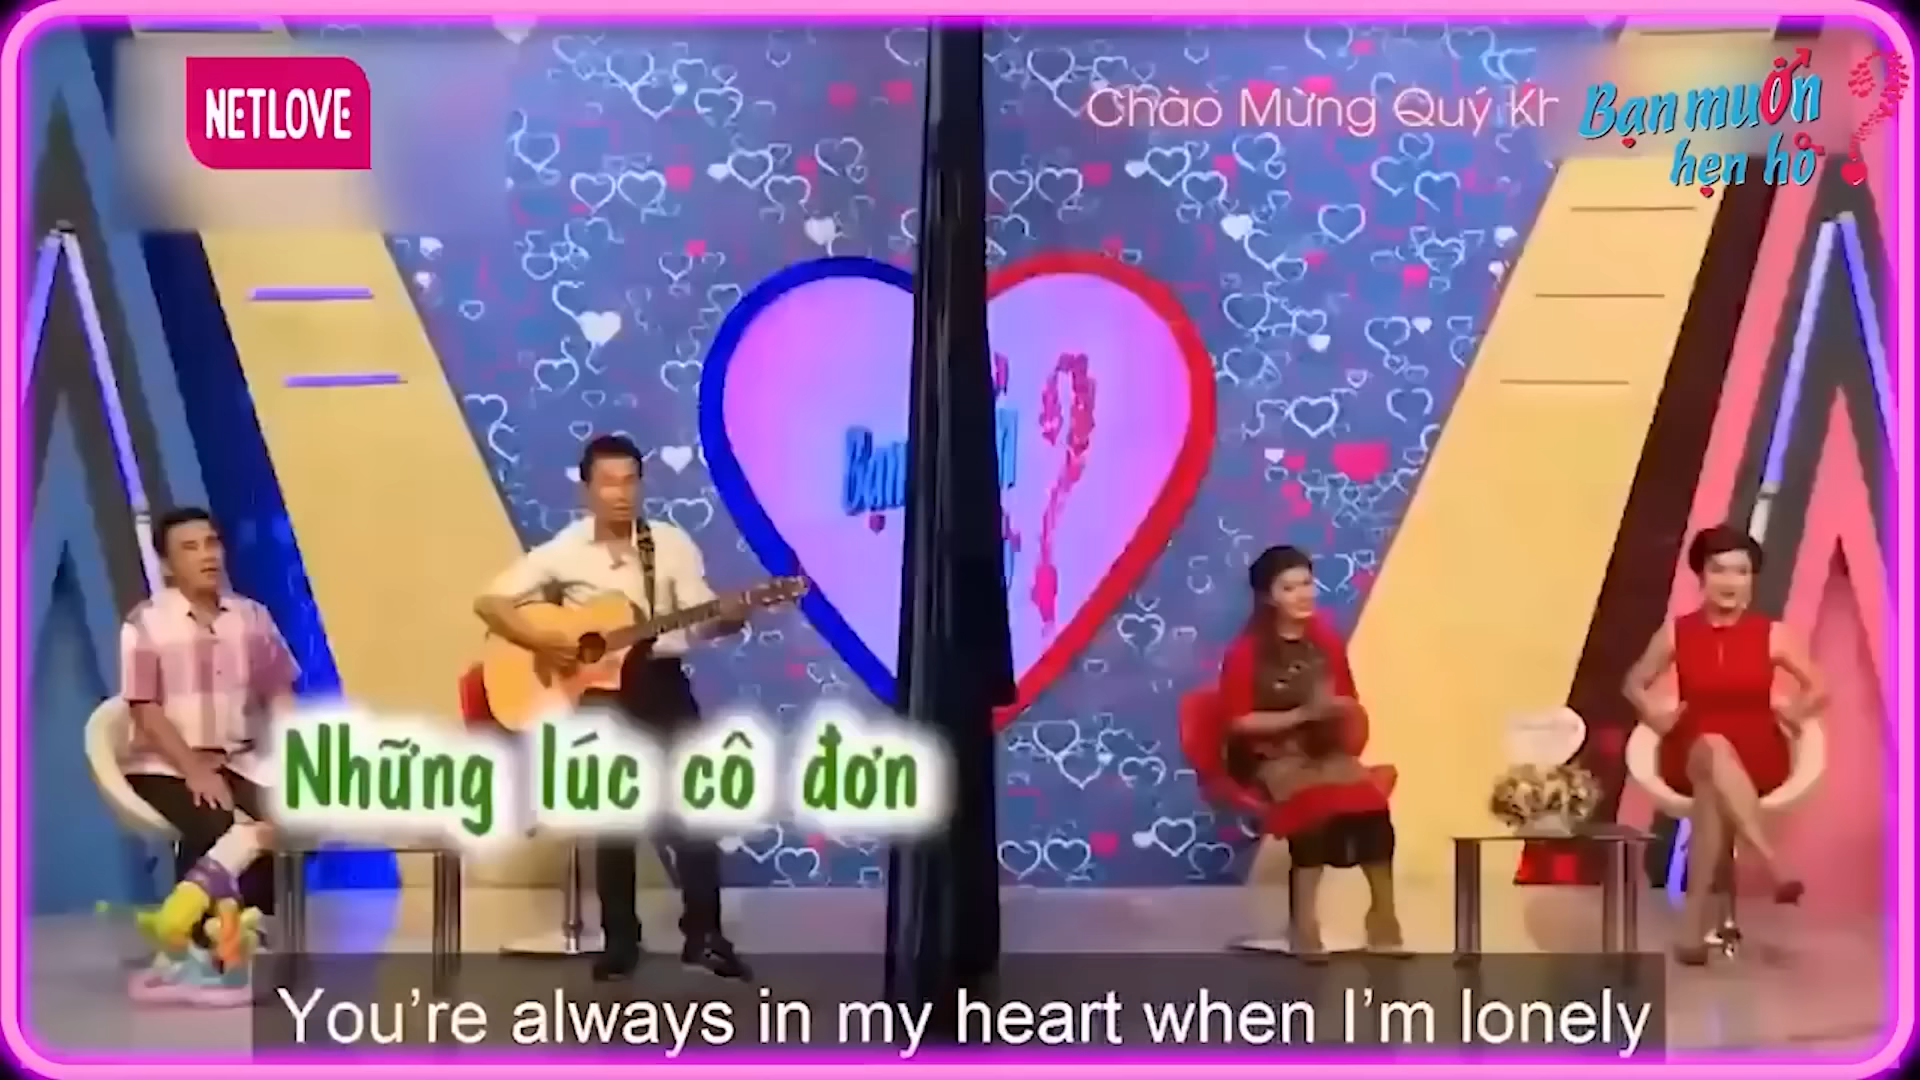 NETLOVE
Chào Mừng Quý Kh
Bạn muốn
hẹn hò
?
Bạn
?
Những lúc cô đơn
You're always in my heart when I'm lonely